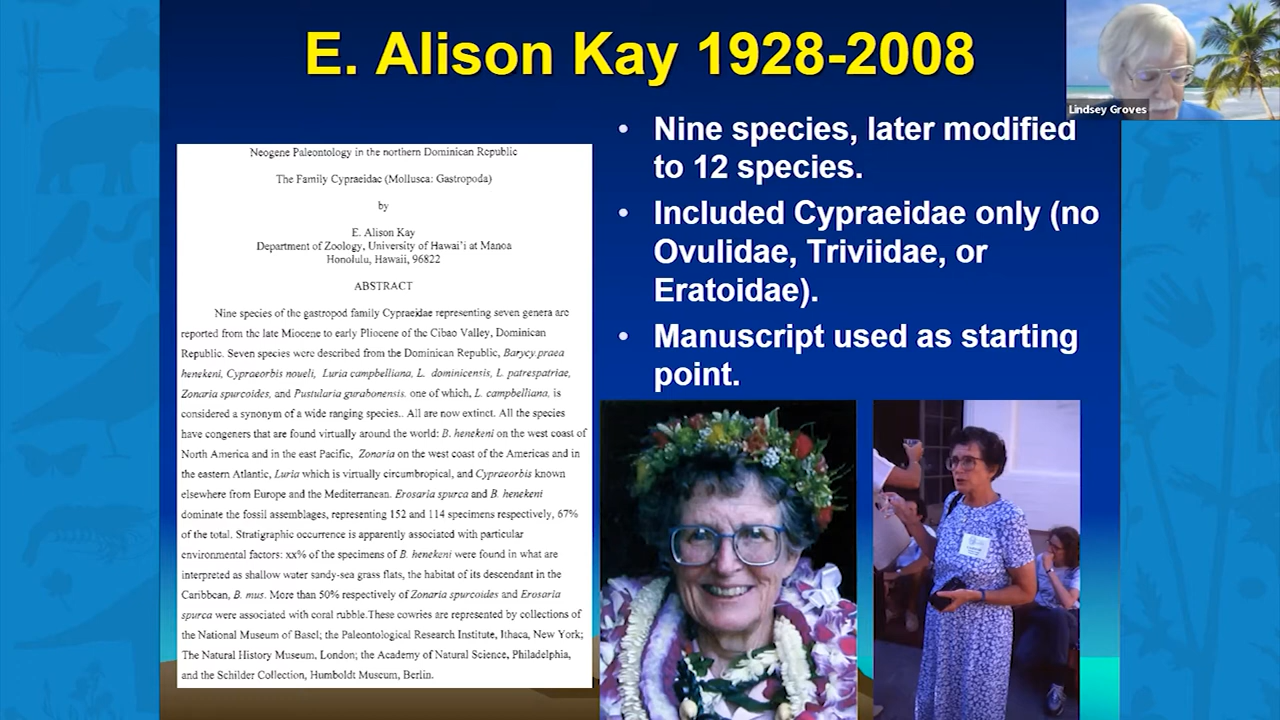 E. Alison Kay 1928-2008
Lindsey Groves
Neogene Paleontology in the northern Dominican Republic
The Family Cypraeidae (Mollusca: Gastropoda)
by
E. Alison Kay
Department of Zoology, University of Hawai'i at Manoa
Honolulu, Hawaii, 96822
ABSTRACT
Nine species of the gastropod family Cypraeidae representing seven genera are
reported from the late Miocene to early Pliocene of the Cibao Valley, Dominican
Republic. Seven species were described from the Dominican Republic, Barycy praea
henekeni, Cypraeorbis noueli, Luria campbelliana, L. dominicensis, L. patrespatriae,
Zonaria spurcoides, and Pustularia gurabonensis. one of which, L. campbelliana, is
considered a synonym of a wide ranging species.. All are now extinct. All the species
have congeners that are found virtually around the world: B. henekeni on the west coast of
North America and in the east Pacific, Zonaria on the west coast of the Americas and in
the eastern Atlantic, Luria which is virtually circumbropical, and Cypraeorbis known
elsewhere from Europe and the Mediterranean. Erosaria spurca and B. henekeni
dominate the fossil assemblages, representing 152 and 114 specimens respectively, 67%
of the total. Stratigraphic occurrence is apparently associated with particular
environmental factors: xx% of the specimens of B. henekeni were found in what are
interpreted as shallow water sandy-sea grass flats, the habitat of its descendant in the
Caribbean, B. mus. More than 50% respectively of Zonaria spurcoides and Erosaria
spurca were associated with coral rubble.These cowries are represented by collections of
the National Museum of Basel; the Paleontological Research Institute, Ithaca, New York;
The Natural History Museum, London; the Academy of Natural Science, Philadelphia,
and the Schilder Collection, Humboldt Museum, Berlin.
• Nine species, later modified
to 12 species.
• Included Cypraeidae only (no
Ovulidae, Triviidae, or
Eratoidae).
• Manuscript used as starting
point.